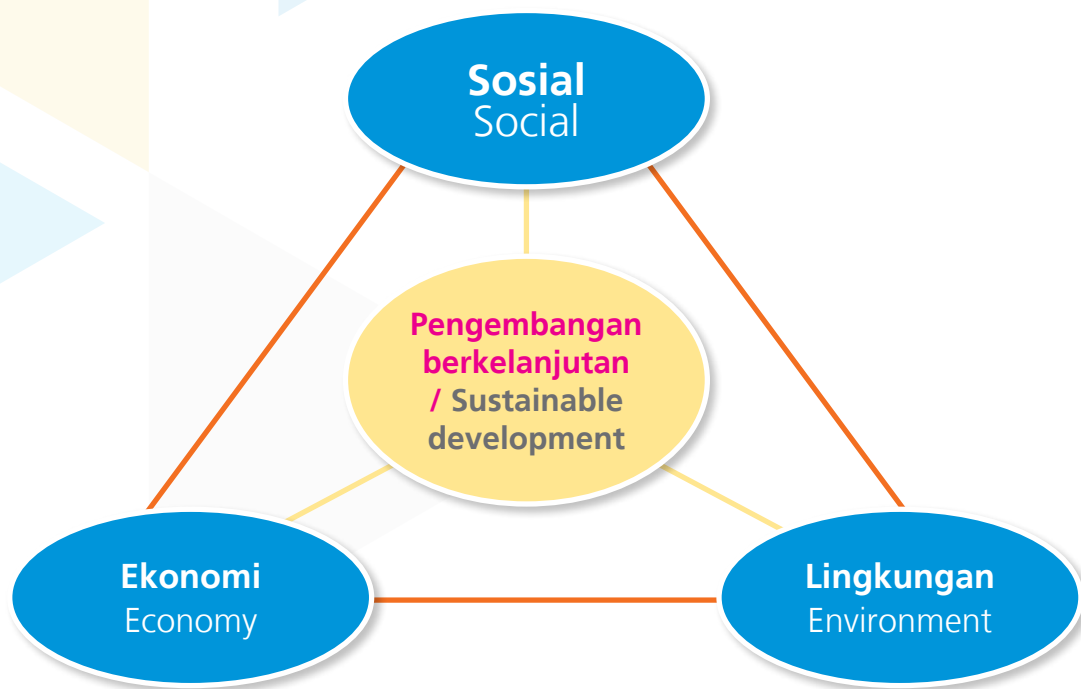 Sosial
Social
Pengembangan
berkelanjutan
/ Sustainable
development
Ekonomi
Economy
Lingkungan
Environment